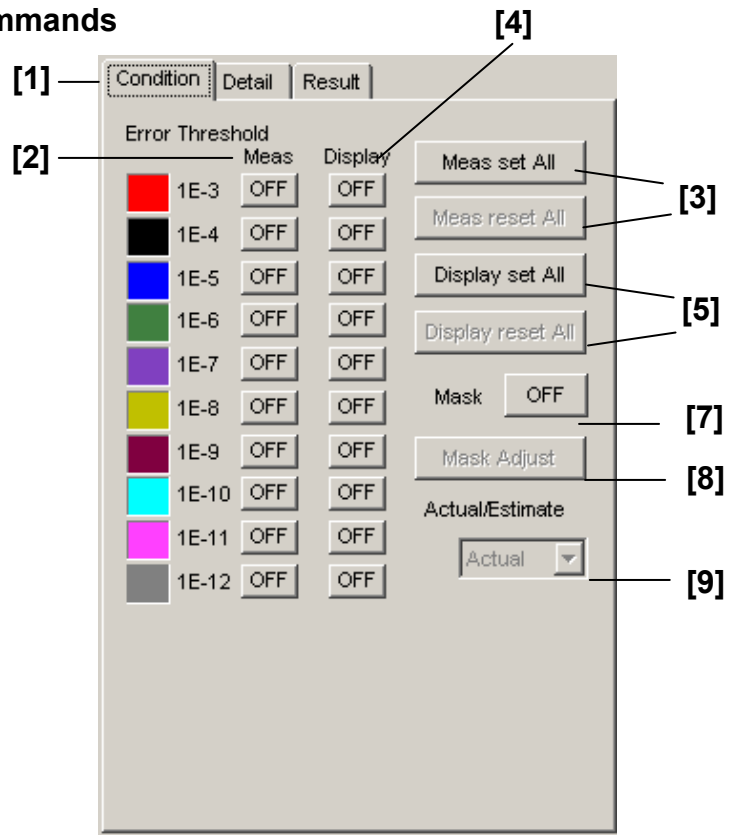 mmands
[4]
[1]
Condition Detail Result
Error Threshold
[2]
Meas Display
Meas set All
[3]
1E-3 OFF OFF
Meas reset All
1E-4 OFF OFF
Display set All
1E-5 OFF OFF
[5]
1E-6 OFF OFF
Display reset All
1E-7 OFF OFF
Mask OFF
1E-8 OFF OFF
[7]
1E-9 OFF OFF
Mask Adjust
[8]
1E-10 OFF OFF
Actual/Estimate
1E-11 OFF OFF
Actual
1E-12 OFF OFF
[9]